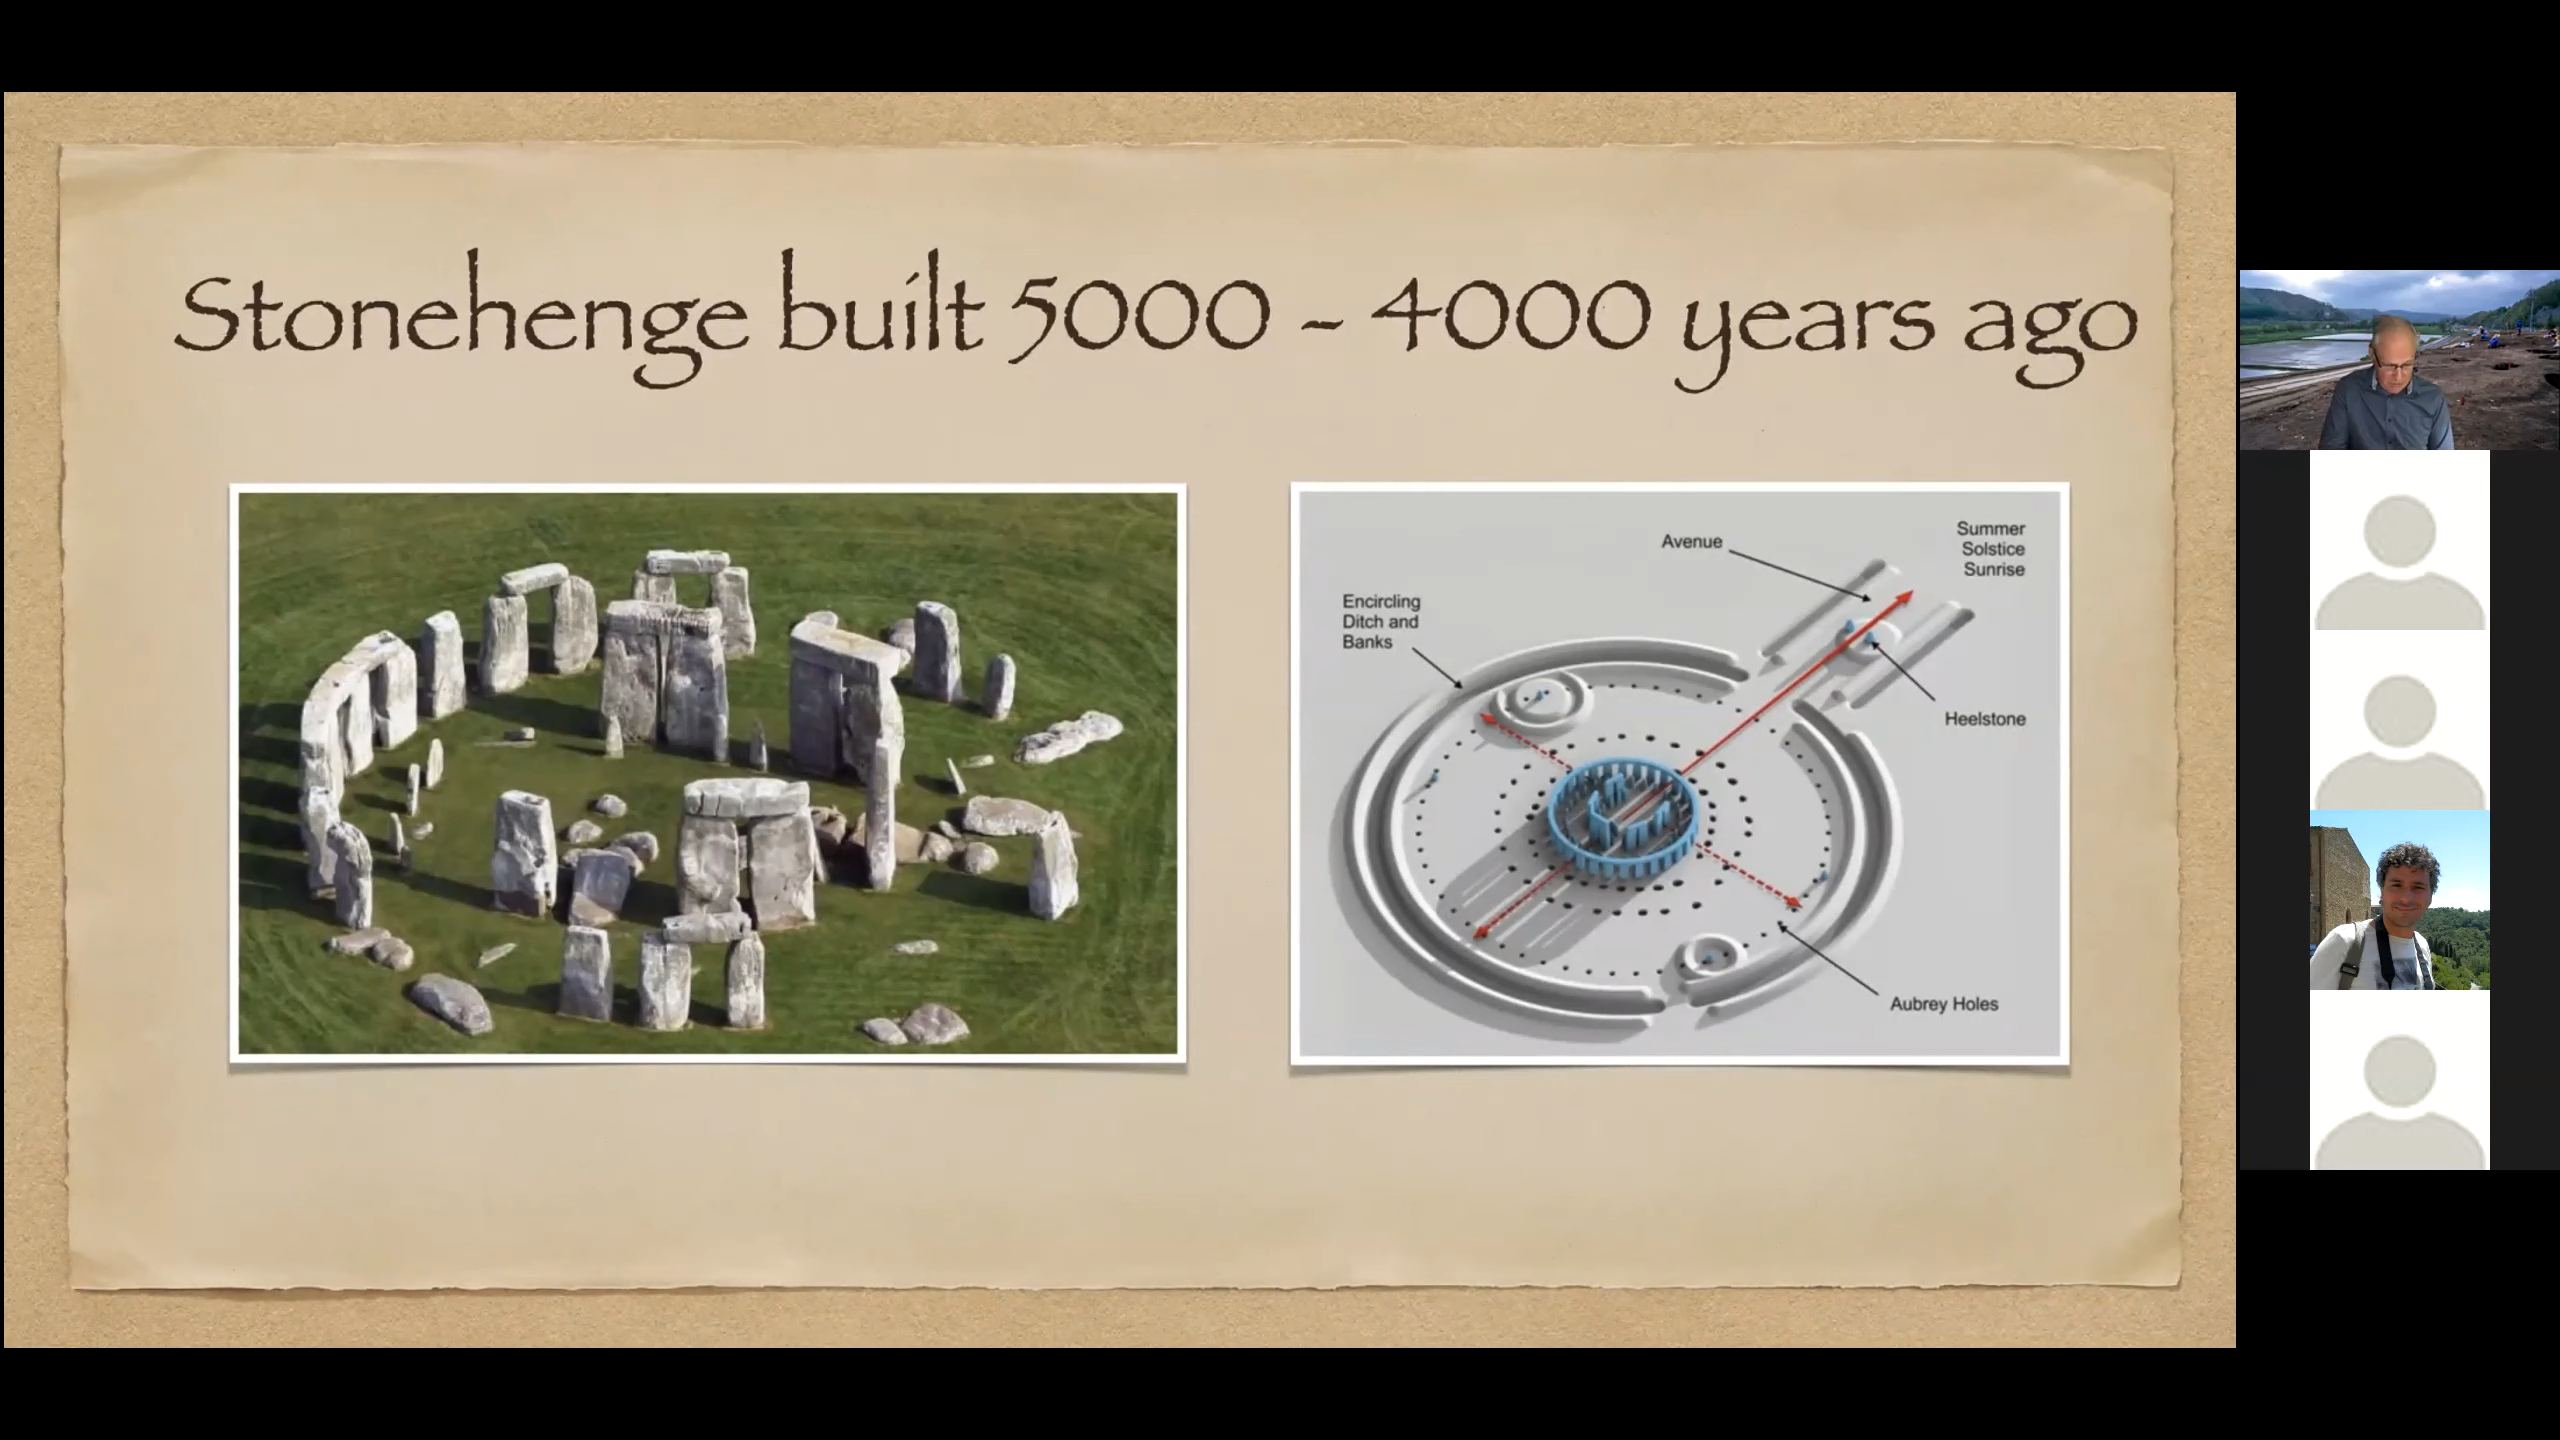 Stonehenge built 5000 - 4000 years ago
Avenue
Summer
Solstice
Sunrise
Encircling
Ditch and
Banks
Heelstone
Aubrey Holes